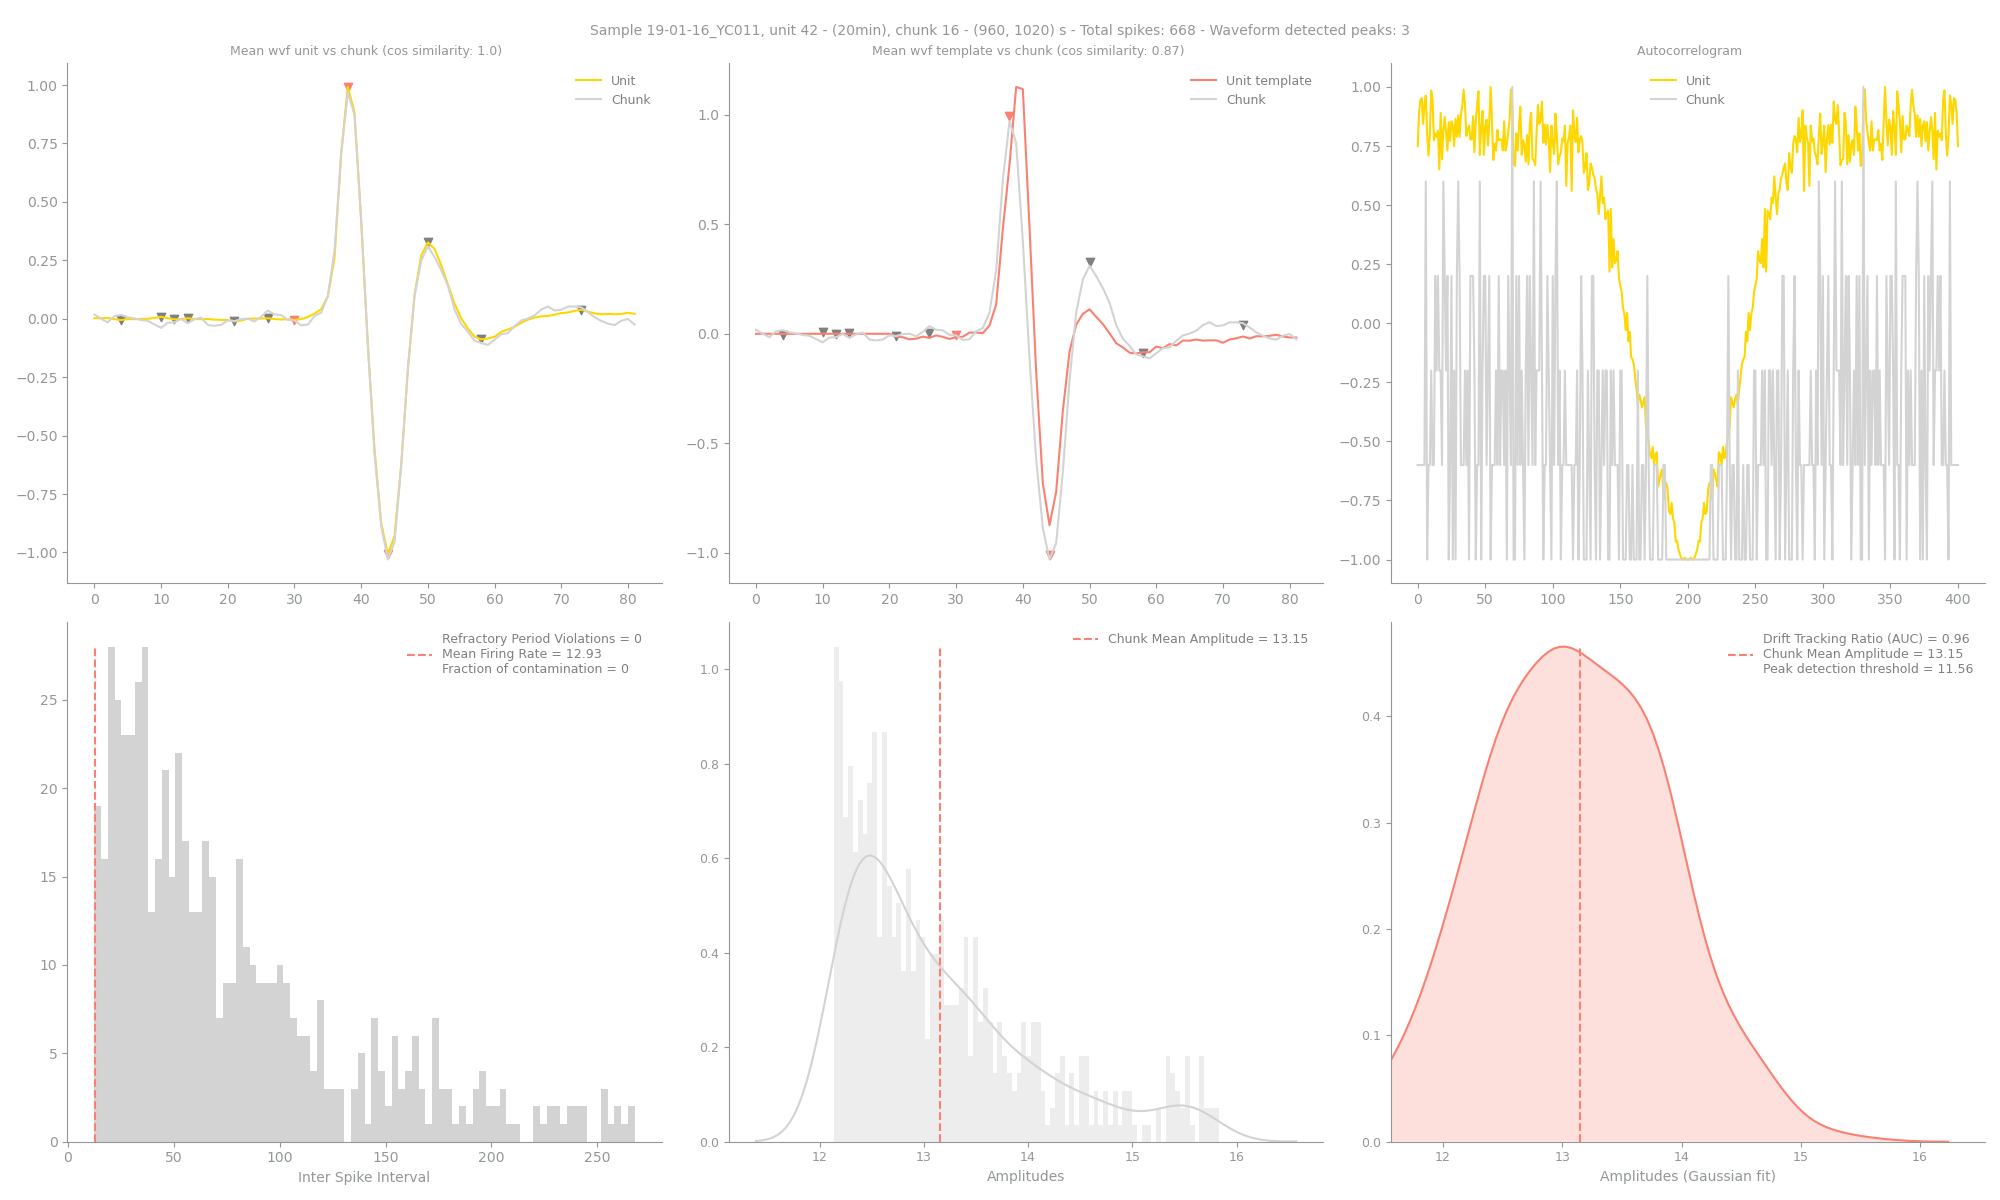 Sample 19-01-16_YC011, unit 42 - (20min), chunk 16 - (960, 1020) s - Total spikes: 668 - Waveform detected peaks: 3
Mean wvf unit vs chunk (cos similarity: 1.0)
Unit
Chunk
1.00
0.75
0.50
0.25
0.00
−0.25
−0.50
−0.75
−1.00
0 10 20 30 40 50 60 70 80
Mean wvf template vs chunk (cos similarity: 0.87)
Unit template
Chunk
1.0
0.5
0.0
−0.5
−1.0
0 10 20 30 40 50 60 70 80
Autocorrelogram
Unit
Chunk
1.00
0.75
0.50
0.25
0.00
−0.25
−0.50
−0.75
−1.00
0 50 100 150 200 250 300 350 400
Refractory Period Violations = 0
Mean Firing Rate = 12.93
Fraction of contamination = 0
25
20
15
10
5
0
0 50 100 150 200 250
Inter Spike Interval
Chunk Mean Amplitude = 13.15
1.0
0.8
0.6
0.4
0.2
0.0
12 13 14 15 16
Amplitudes
Drift Tracking Ratio (AUC) = 0.96
Chunk Mean Amplitude = 13.15
Peak detection threshold = 11.56
0.4
0.3
0.2
0.1
0.0
12 13 14 15 16
Amplitudes (Gaussian fit)